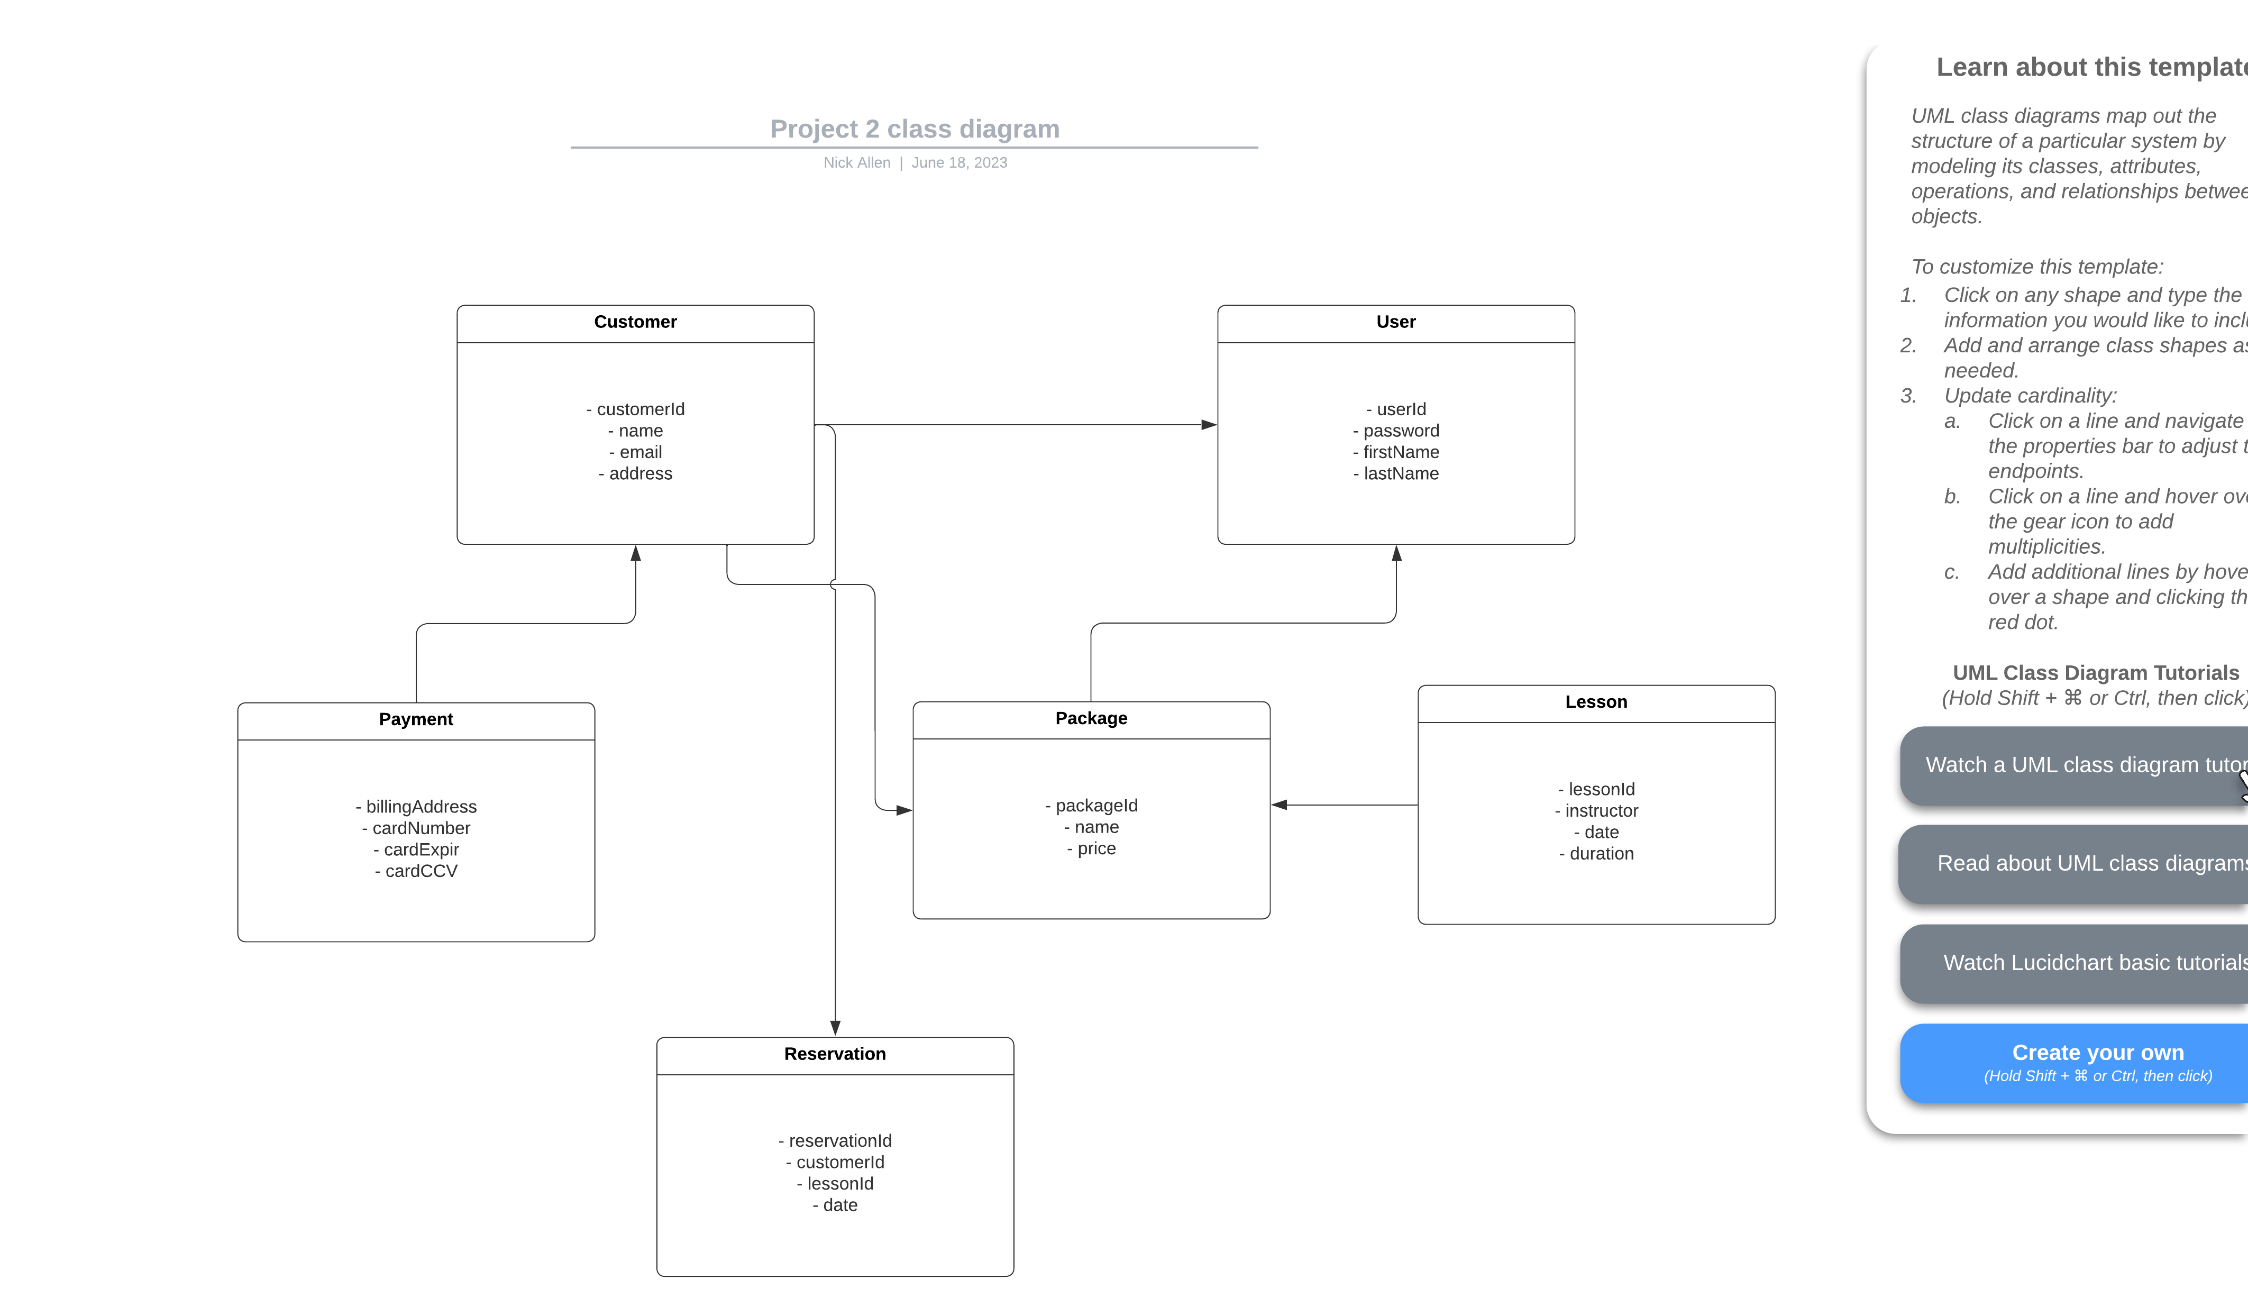 Project 2 class diagram
Nick Allen | June 18, 2023
Customer
- customerId
- name
- email
- address
User
- userId
- password
- firstName
- lastName
Payment
- billingAddress
- cardNumber
- cardExpir
- cardCCV
Package
- packageId
- name
- price
Lesson
- lessonId
- instructor
- date
- duration
Reservation
- reservationId
- customerId
- lessonId
- date
Learn about this template
UML class diagrams map out the
structure of a particular system by
modeling its classes, attributes,
operations, and relationships betwee
objects.
To customize this template:
1. Click on any shape and type the
information you would like to inclu
2. Add and arrange class shapes as
needed.
3. Update cardinality:
a. Click on a line and navigate
the properties bar to adjust t
endpoints.
b. Click on a line and hover ove
the gear icon to add
multiplicities.
c. Add additional lines by hove
over a shape and clicking th
red dot.
UML Class Diagram Tutorials
(Hold Shift + ⌘ or Ctrl, then click)
Watch a UML class diagram tutor
Read about UML class diagrams
Watch Lucidchart basic tutorials
Create your own
(Hold Shift + ⌘ or Ctrl, then click)